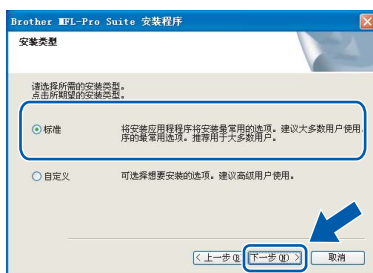 Brother MFL-Pro Suite 安装程序
安装类型
请选择所需的安装类型。
点击所期望的安装类型。
标准
将安装应用程程序将安装最常用的选项。建议大多数用户使用.
序的最常用选项。推荐用于大多数用户。
自定义
可选择想要安装的选项。建议高级用户使用。
<上一步(B) 下一步(N)> 取消